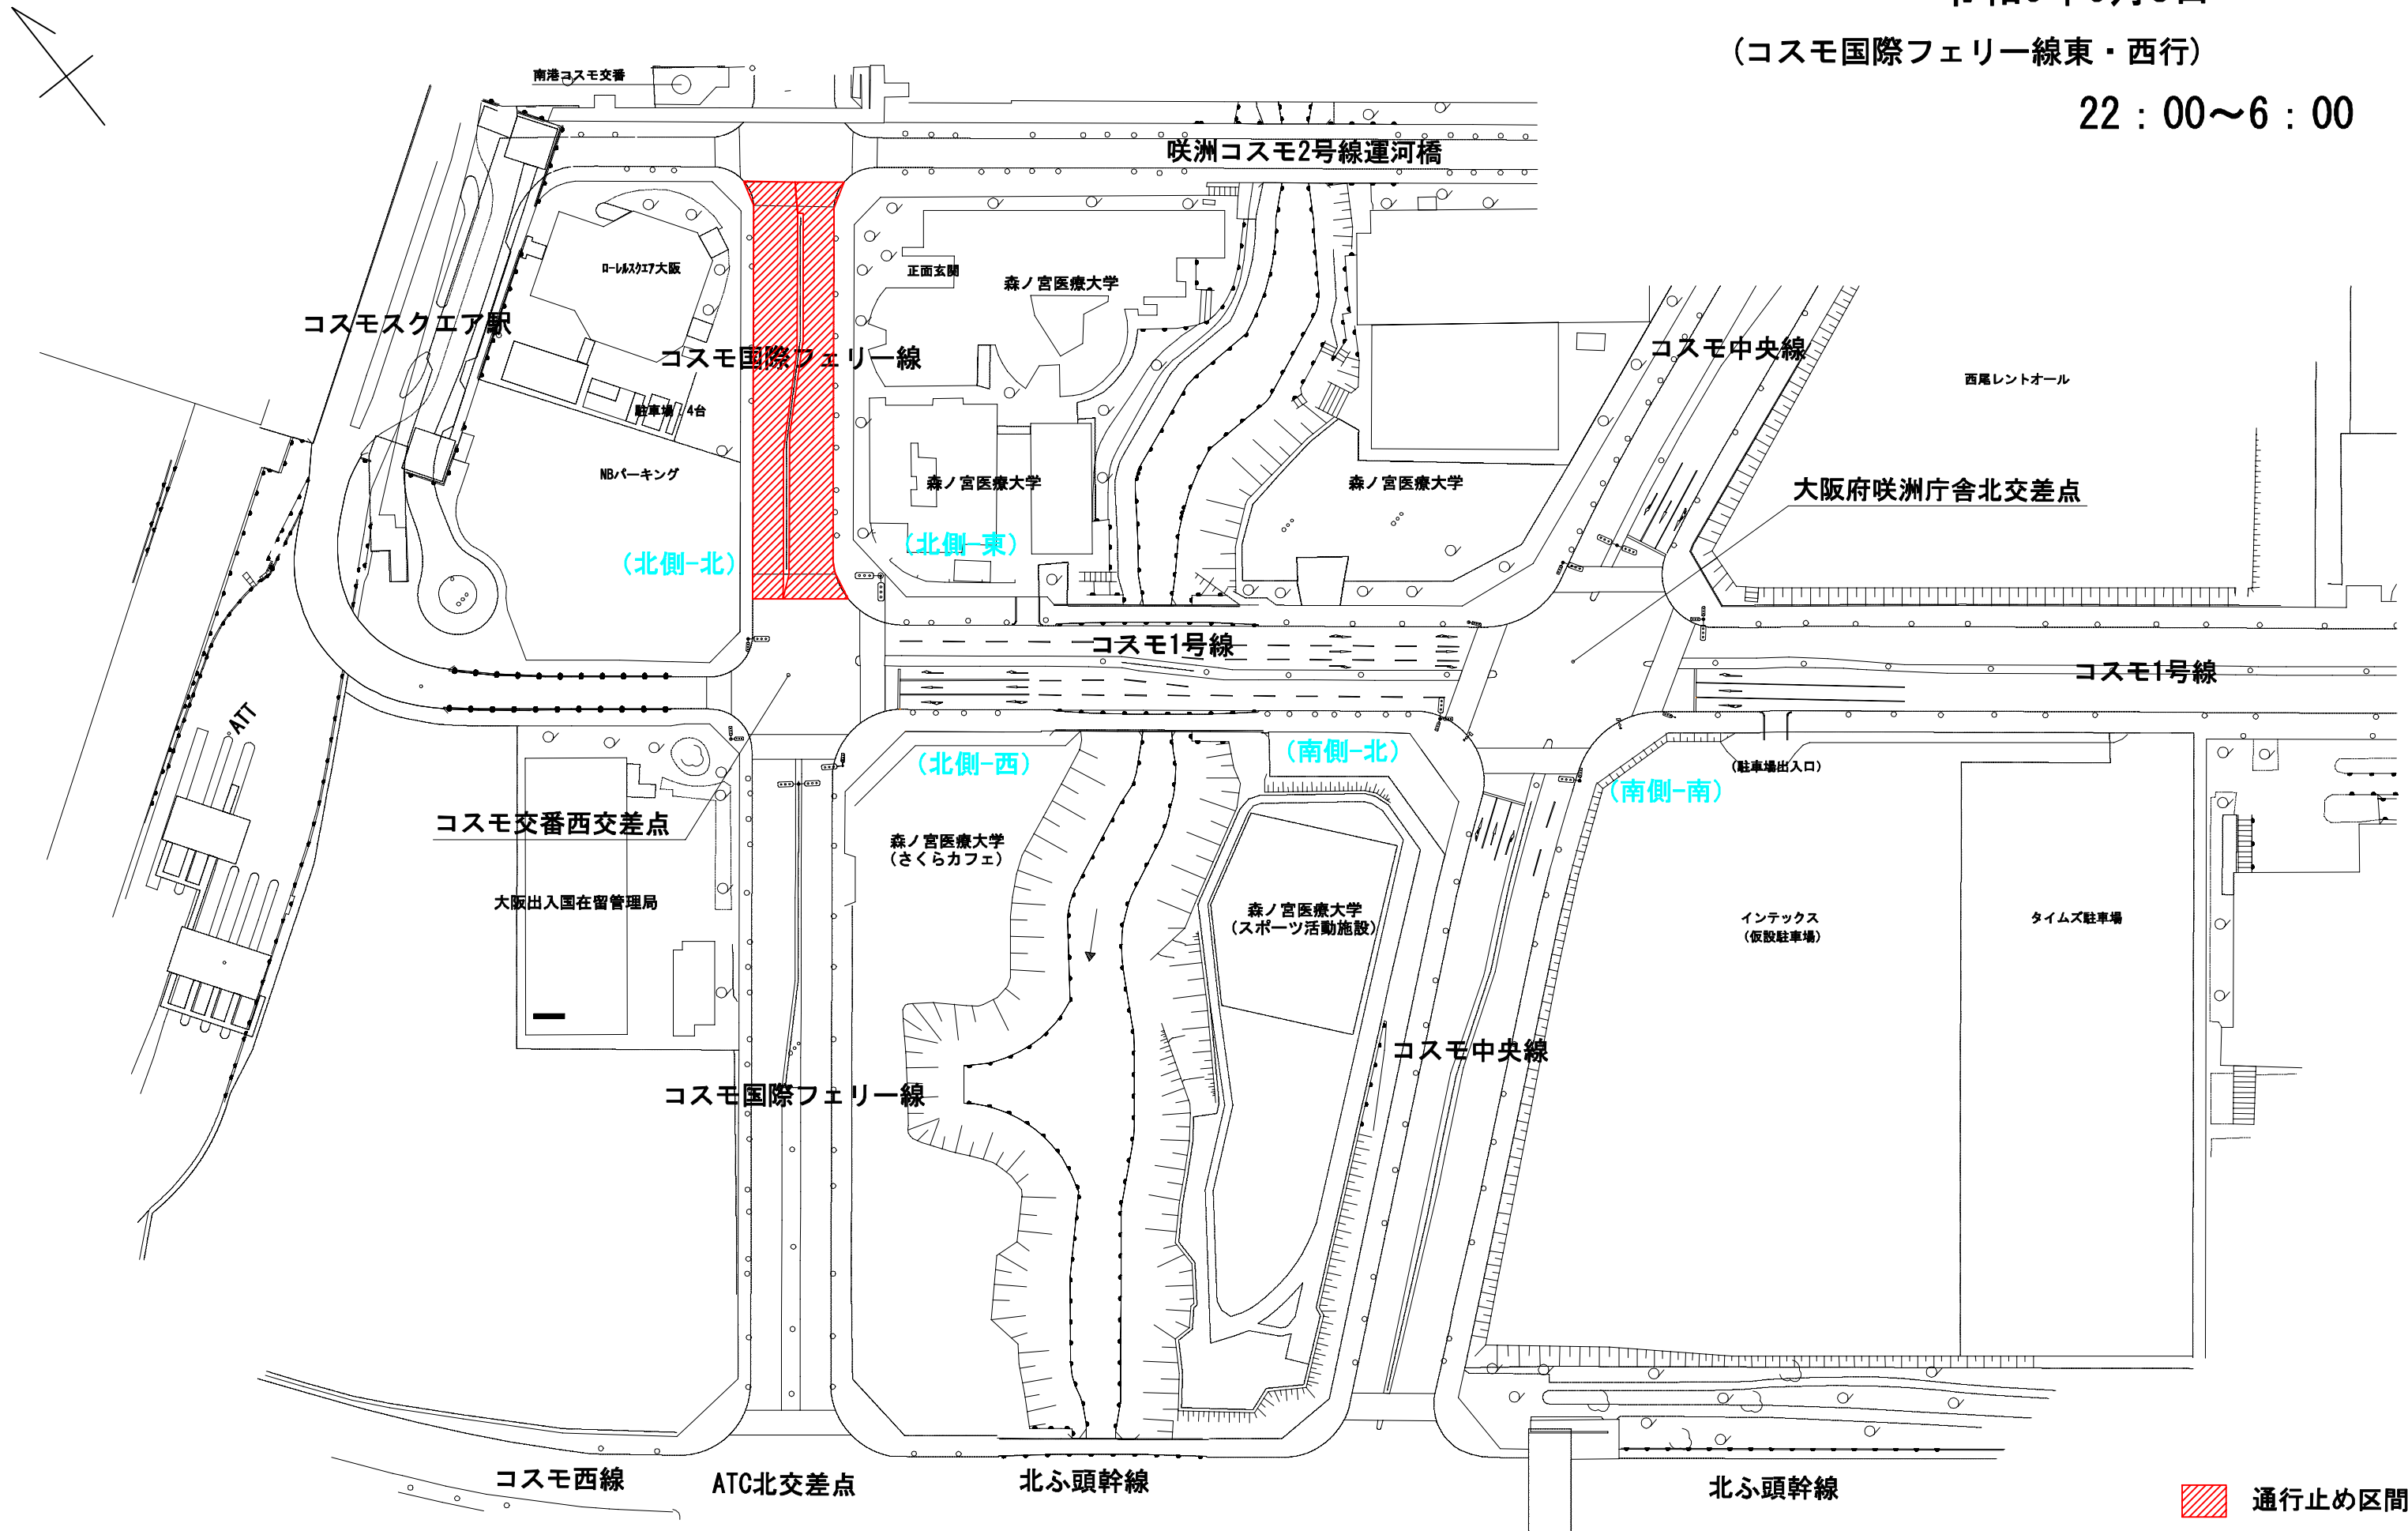 (コスモ国際フェリー線東・西行)
22:00～6:00
南港コスモ交番
咲洲コスモ2号線運河橋
ローレルスクエア大阪
正面玄関
森ノ宮医療大学
コスモスクエア駅
コスモ国際フェリー線
コスモ中央線
西尾レントオール
駐車場:4台
NBパーキング
森ノ宮医療大学
森ノ宮医療大学
大阪府咲洲庁舎北交差点
(北側-北)
(北側-東)
コスモ1号線
コスモ1号線
ATT
(北側-西)
(南側-北)
(駐車場出入口)
(南側-南)
コスモ交番西交差点
森ノ宮医療大学
(さくらカフェ)
大阪出入国在留管理局
森ノ宮医療大学
(スポーツ活動施設)
インテックス
(仮設駐車場)
タイムズ駐車場
コスモ中央線
コスモ国際フェリー線
コスモ西線
ATC北交差点
北ふ頭幹線
北ふ頭幹線
通行止め区間